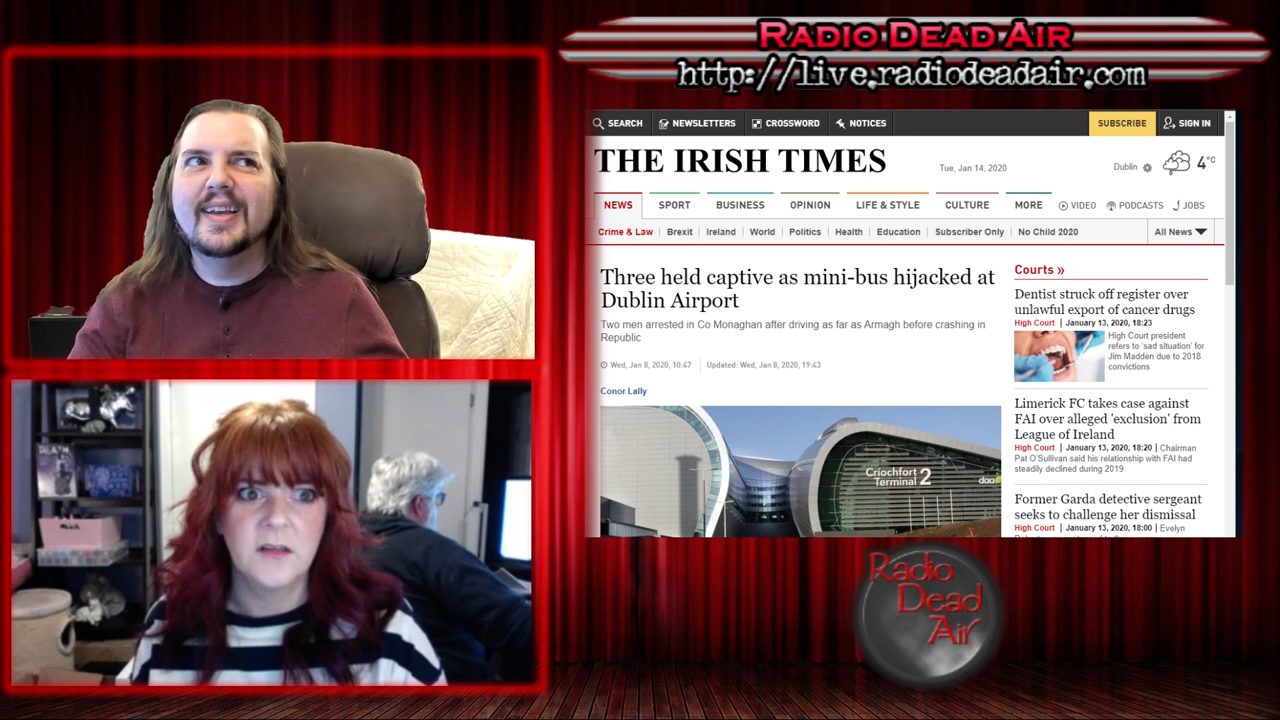 RADIO DEAD AIR
http://live.radiodeadair.com
SEARCH NEWSLETTERS CROSSWORD NOTICES SUBSCRIBE SIGN IN
THE IRISH TIMES
Tue, Jan 14, 2020
Dublin 4°C
NEWS SPORT BUSINESS OPINION LIFE & STYLE CULTURE MORE VIDEO PODCASTS JOBS
Crime & Law Brexit Ireland World Politics Health Education Subscriber Only No Child 2020 All News
Three held captive as mini-bus hijacked at
Dublin Airport
Two men arrested in Co Monaghan after driving as far as Armagh before crashing in
Republic
Wed, Jan 8, 2020, 10:47 Updated: Wed, Jan 8, 2020, 19:43
Conor Lally
Criochfort
Terminal 2
daa
Courts »
Dentist struck off register over
unlawful export of cancer drugs
High Court | January 13, 2020, 18:23
High Court president
refers to 'sad situation' for
Jim Madden due to 2018
convictions
Limerick FC takes case against
FAI over alleged 'exclusion' from
League of Ireland
High Court | January 13, 2020, 18:20 | Chairman
Pat O'Sullivan said his relationship with FAI had
steadily declined during 2019
Former Garda detective sergeant
seeks to challenge her dismissal
High Court | January 13, 2020, 18:00 | Evelyn
DEATH
Radio
Dead
Air